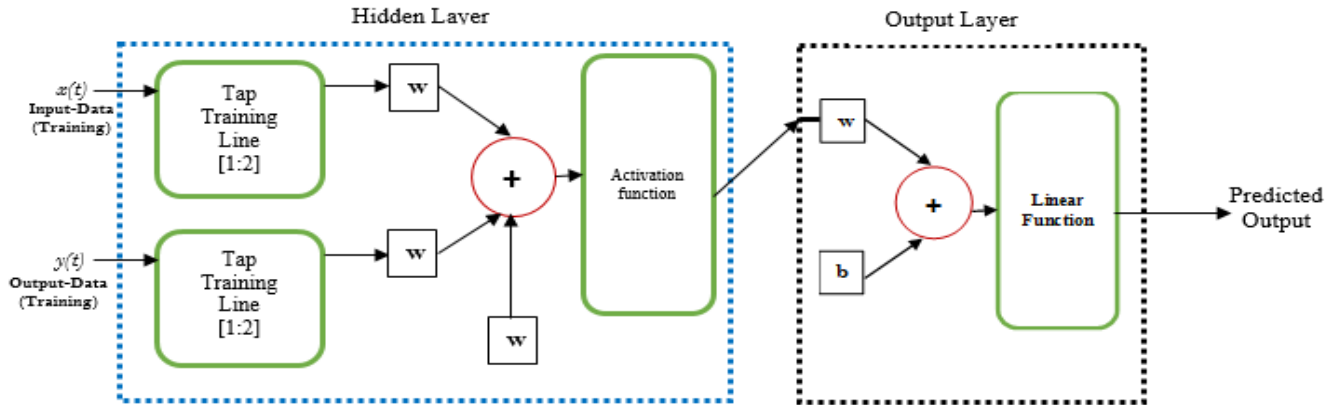 Hidden Layer
Output Layer
x(t)
Input-Data
(Training)
Tap
Training
Line
[1:2]
w
+
Activation
function
y(t)
Output-Data
(Training)
Tap
Training
Line
[1:2]
w
w
w
+
b
Linear
Function
Predicted
Output